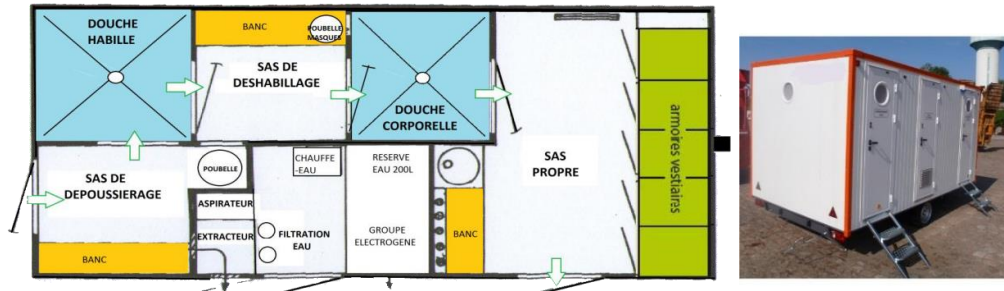 DOUCHE
HABILLE
BANC
POUBELLE
MASQUES
SAS DE
DESHABILLAGE
DOUCHE
CORPORELLE
SAS DE
DEPOUSSIERAGE
POUBELLE
ASPIRATEUR
EXTRACTEUR
BANC
CHAUFFE
-EAU
FILTRATION
EAU
RESERVE
EAU 200L
GROUPE
ELECTROGENE
BANC
SAS
PROPRE
armoires vestiaires